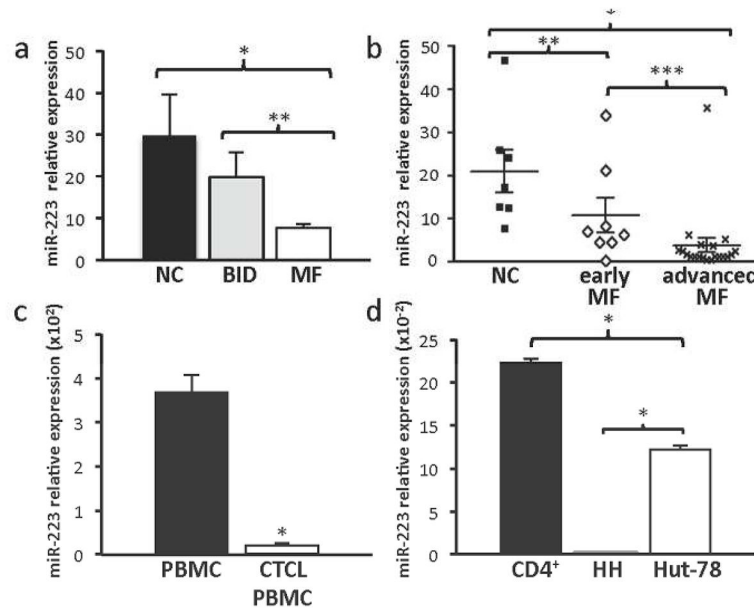 a
miR-223 relative expression
50
40
30
20
10
0
*
**
NC BID MF
b
miR-223 relative expression
50
40
30
20
10
0
*
**
***
NC early MF advanced MF
c
miR-223 relative expression (x10²)
5
4
3
2
1
0
*
PBMC CTCL PBMC
d
miR-223 relative expression (x10⁻²)
25
20
15
10
5
0
*
*
CD4⁺ HH Hut-78